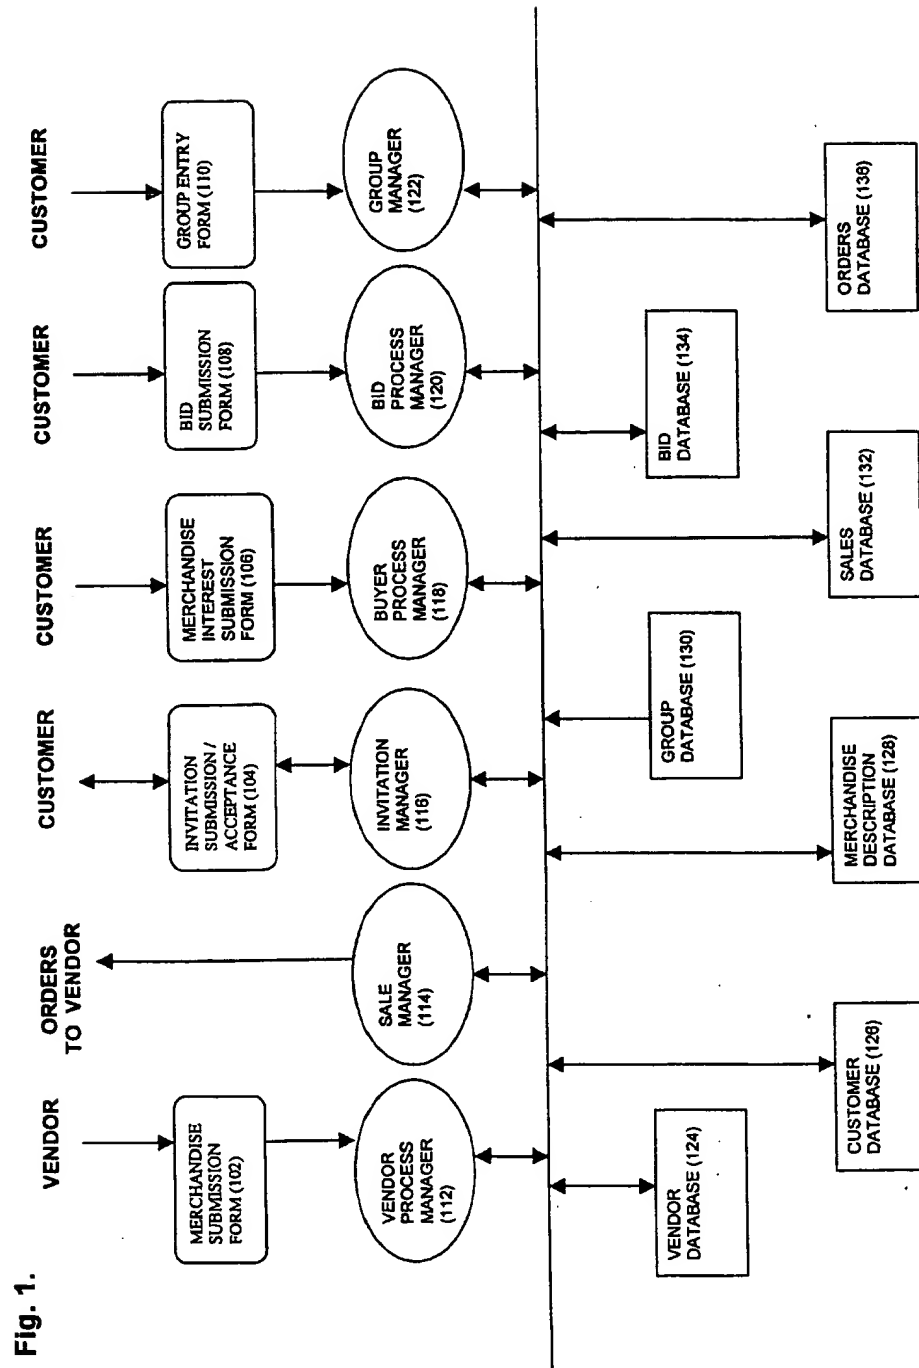 Fig. 1.
VENDOR
ORDERS
TO VENDOR
CUSTOMER
CUSTOMER
CUSTOMER
CUSTOMER
MERCHANDISE
SUBMISSION
FORM (102)
INVITATION
SUBMISSION /
ACCEPTANCE
FORM (104)
MERCHANDISE
INTEREST
SUBMISSION
FORM (106)
BID
SUBMISSION
FORM (108)
GROUP ENTRY
FORM (110)
VENDOR
PROCESS
MANAGER
(112)
SALE
MANAGER
(114)
INVITATION
MANAGER
(116)
BUYER
PROCESS
MANAGER
(118)
BID
PROCESS
MANAGER
(120)
GROUP
MANAGER
(122)
VENDOR
DATABASE (124)
GROUP
DATABASE (130)
BID
DATABASE (134)
CUSTOMER
DATABASE (126)
MERCHANDISE
DESCRIPTION
DATABASE (128)
SALES
DATABASE (132)
ORDERS
DATABASE (136)